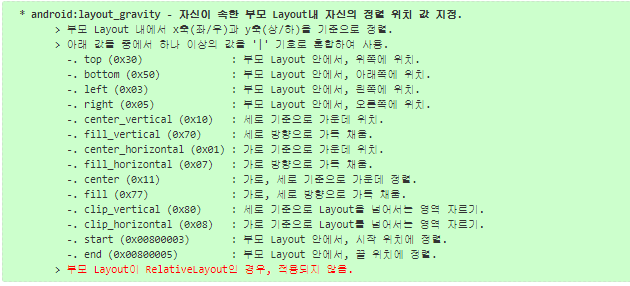 * android:layout_gravity - 자신이 속한 부모 Layout내 자신의 정렬 위치 값 지정.
> 부모 Layout 내에서 x축(좌/우)과 y축(상/하)을 기준으로 정렬.
> 아래 값들 중에서 하나 이상의 값을 '|' 기호로 혼합하여 사용.
-. top (0x30) : 부모 Layout 안에서, 위쪽에 위치.
-. bottom (0x50) : 부모 Layout 안에서, 아래쪽에 위치.
-. left (0x03) : 부모 Layout 안에서, 왼쪽에 위치.
-. right (0x05) : 부모 Layout 안에서, 오른쪽에 위치.
-. center_vertical (0x10) : 세로 기준으로 가운데 위치.
-. fill_vertical (0x70) : 세로 방향으로 가득 채움.
-. center_horizontal (0x01) : 가로 기준으로 가운데 위치.
-. fill_horizontal (0x07) : 가로 방향으로 가득 채움.
-. center (0x11) : 가로, 세로 기준으로 가운데 정렬.
-. fill (0x77) : 가로, 세로 방향으로 가득 채움.
-. clip_vertical (0x80) : 세로 기준으로 Layout을 넘어서는 영역 자르기.
-. clip_horizontal (0x08) : 가로 기준으로 Layout을 넘어서는 영역 자르기.
-. start (0x00800003) : 부모 Layout 안에서, 시작 위치에 정렬.
-. end (0x00800005) : 부모 Layout 안에서, 끝 위치에 정렬.
> 부모 Layout이 RelativeLayout인 경우, 적용되지 않음.